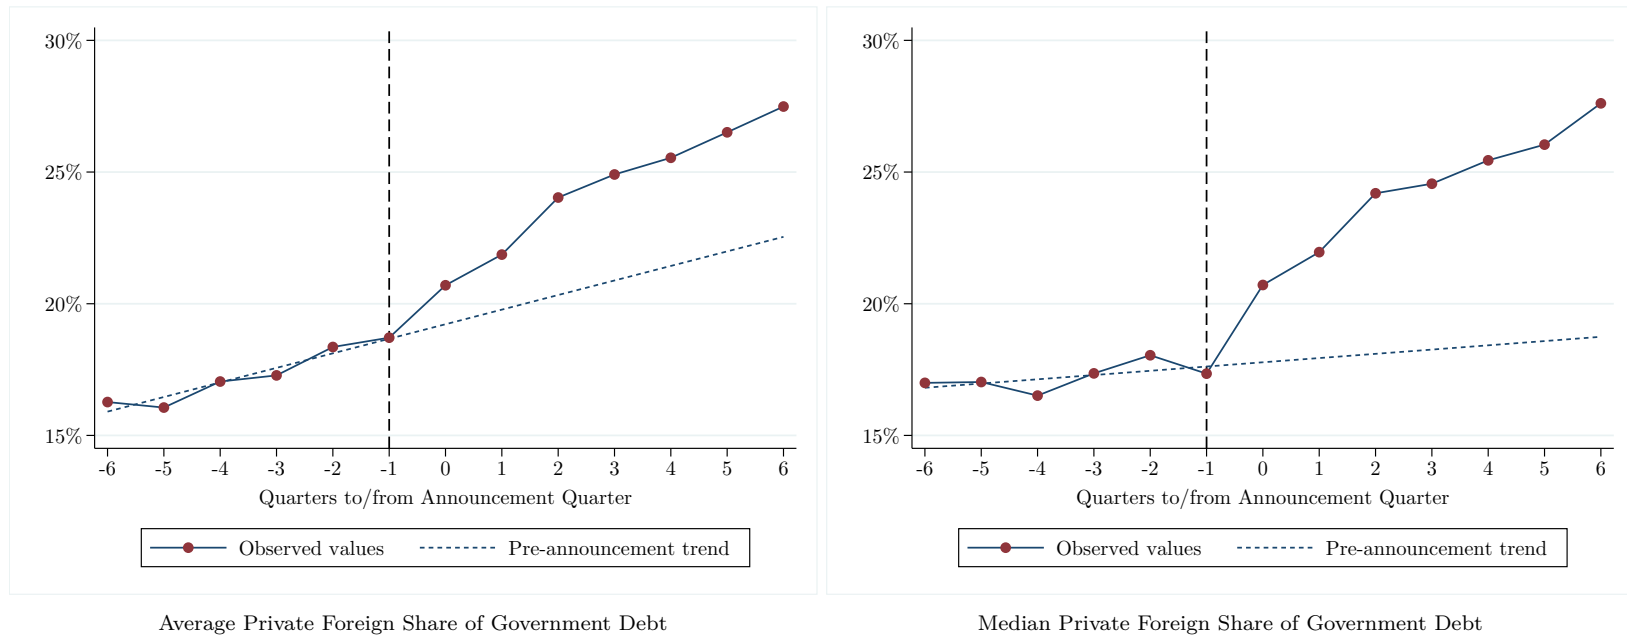 30%
25%
20%
15%
-6 -5 -4 -3 -2 -1 0 1 2 3 4 5 6
Quarters to/from Announcement Quarter
Observed values Pre-announcement trend
Average Private Foreign Share of Government Debt
30%
25%
20%
15%
-6 -5 -4 -3 -2 -1 0 1 2 3 4 5 6
Quarters to/from Announcement Quarter
Observed values Pre-announcement trend
Median Private Foreign Share of Government Debt